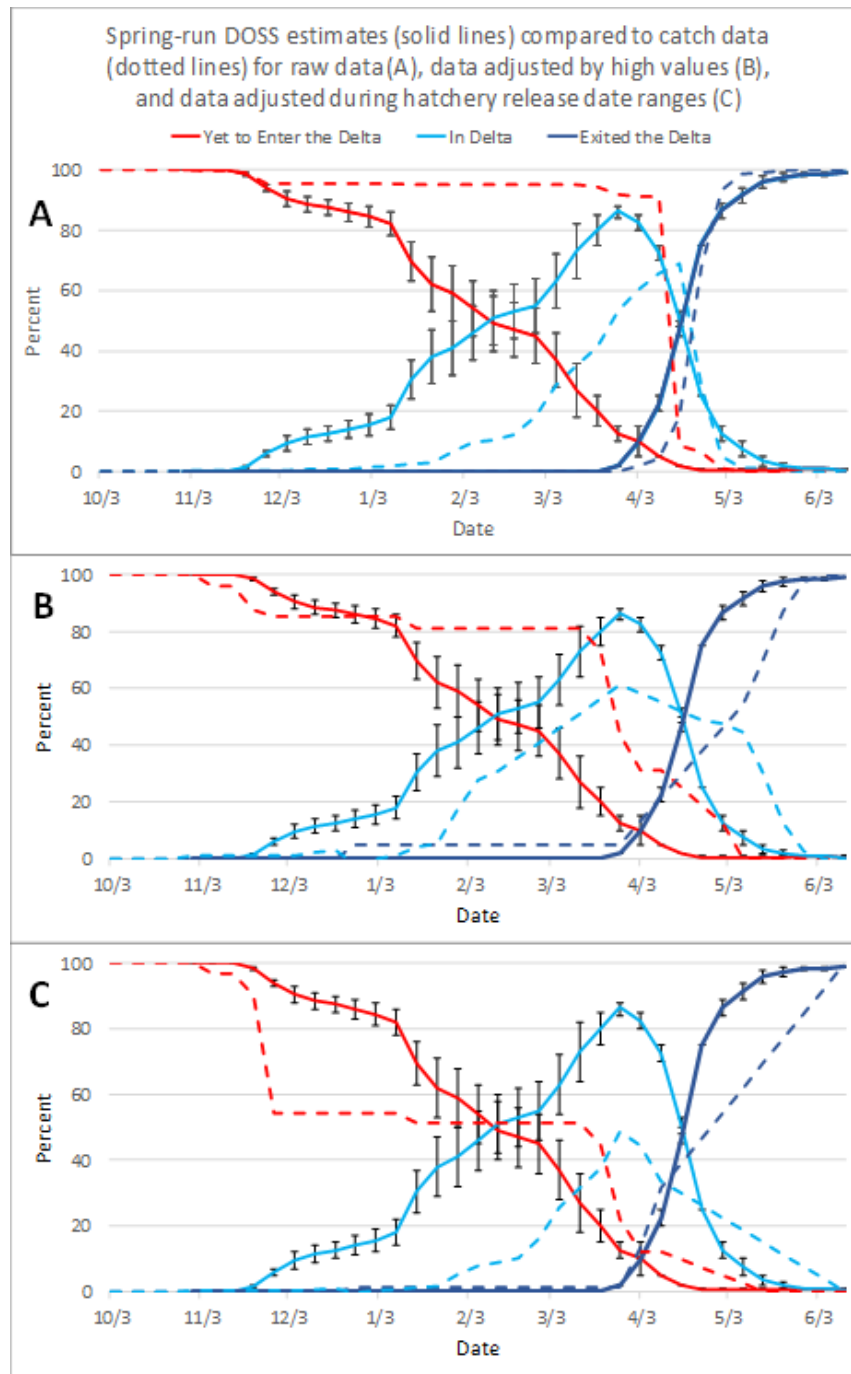 Spring-run DOSS estimates (solid lines) compared to catch data
(dotted lines) for raw data(A), data adjusted by high values (B),
and data adjusted during hatchery release date ranges (C)
Yet to Enter the Delta In Delta Exited the Delta
A
100
80
60
40
20
0
Percent
10/3 11/3 12/3 1/3 2/3 3/3 4/3 5/3 6/3
Date
B
100
80
60
40
20
0
Percent
10/3 11/3 12/3 1/3 2/3 3/3 4/3 5/3 6/3
Date
C
100
80
60
40
20
0
Percent
10/3 11/3 12/3 1/3 2/3 3/3 4/3 5/3 6/3
Date